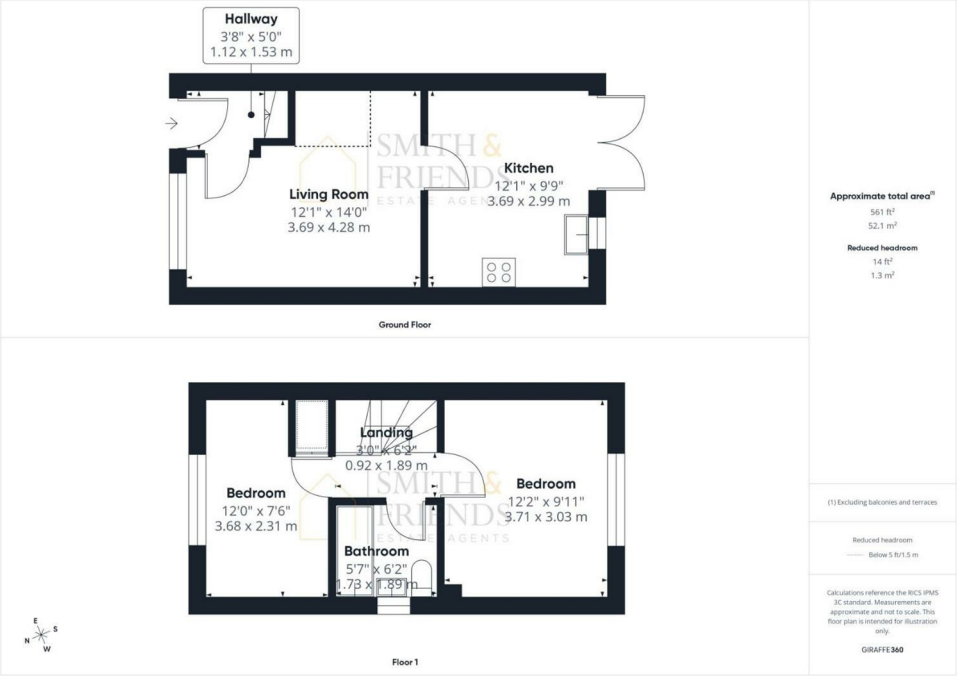 Hallway
3'8" x 5'0"
1.12 x 1.53 m
SMITH &
FRIENDS
ESTATE AGENTS
Living Room
12'1" x 14'0"
3.69 x 4.28 m
Kitchen
12'1" x 9'9"
3.69 x 2.99 m
Ground Floor
Landing
3'0" x 6'2"
0.92 x 1.89 m
Bedroom
12'0" x 7'6"
3.68 x 2.31 m
SMITH &
FRIENDS
ESTATE AGENTS
Bedroom
12'2" x 9'11"
3.71 x 3.03 m
Bathroom
5'7" x 6'2"
1.73 x 1.89 m
E
S
N
W
Floor 1
Approximate total area(1)
561 ft²
52.1 m²
Reduced headroom
14 ft²
1.3 m²
(1) Excluding balconies and terraces
Reduced headroom
Below 5 ft/1.5 m
Calculations reference the RICS IPMS
3C standard. Measurements are
approximate and not to scale. This
floor plan is intended for illustration
only.
GIRAFFE360